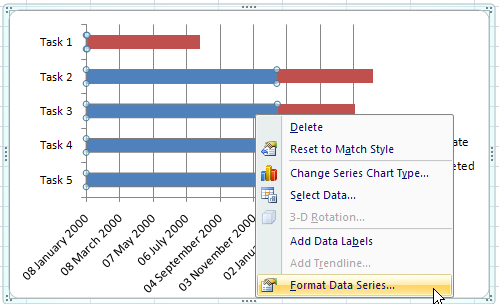 Task 1
Task 2
Task 3
Task 4
Task 5
08 January 2000
08 March 2000
07 May 2000
06 July 2000
04 September 2000
03 November 2000
Delete
Reset to Match Style
Change Series Chart Type...
Select Data...
3-D Rotation...
Add Data Labels
Add Trendline...
Format Data Series...